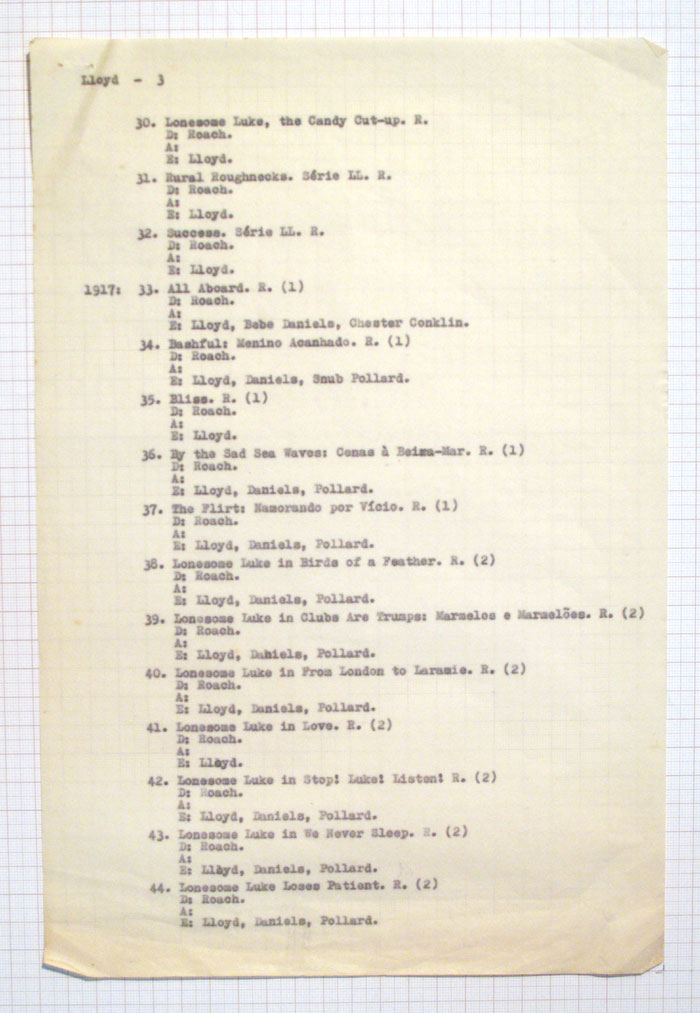 Lloyd - 3
30. Lonesome Luke, the Candy Cut-up. R.
D: Roach.
A:
E: Lloyd.
31. Rural Roughnecks. Série LL. R.
D: Roach.
A:
E: Lloyd.
32. Success. Série LL. R.
D: Roach.
A:
E: Lloyd.
1917: 33. All Aboard. R. (1)
D: Roach.
A:
E: Lloyd, Bebe Daniels, Chester Conklin.
34. Bashful: Menino Acanhado. R. (1)
D: Roach.
A:
E: Lloyd, Daniels, Snub Pollard.
35. Bliss. R. (1)
D: Roach.
A:
E: Lloyd.
36. By the Sad Sea Waves: Cenas à Beira-Mar. R. (1)
D: Roach.
A:
E: Lloyd, Daniels, Pollard.
37. The Flirt: Namorando por Vício. R. (1)
D: Roach.
A:
E: Lloyd, Daniels, Pollard.
38. Lonesome Luke in Birds of a Feather. R. (2)
D: Roach.
A:
E: Lloyd, Daniels, Pollard.
39. Lonesome Luke in Clubs Are Trumps: Marmelos e Marmelões. R. (2)
D: Roach.
A:
E: Lloyd, Daniels, Pollard.
40. Lonesome Luke in From London to Laramie. R. (2)
D: Roach.
A:
E: Lloyd, Daniels, Pollard.
41. Lonesome Luke in Love. R. (2)
D: Roach.
A:
E: Lloyd.
42. Lonesome Luke in Stop! Luke! Listen! R. (2)
D: Roach.
A:
E: Lloyd, Daniels, Pollard.
43. Lonesome Luke in We Never Sleep. R. (2)
D: Roach.
A:
E: Lloyd, Daniels, Pollard.
44. Lonesome Luke Loses Patient. R. (2)
D: Roach.
A:
E: Lloyd, Daniels, Pollard.